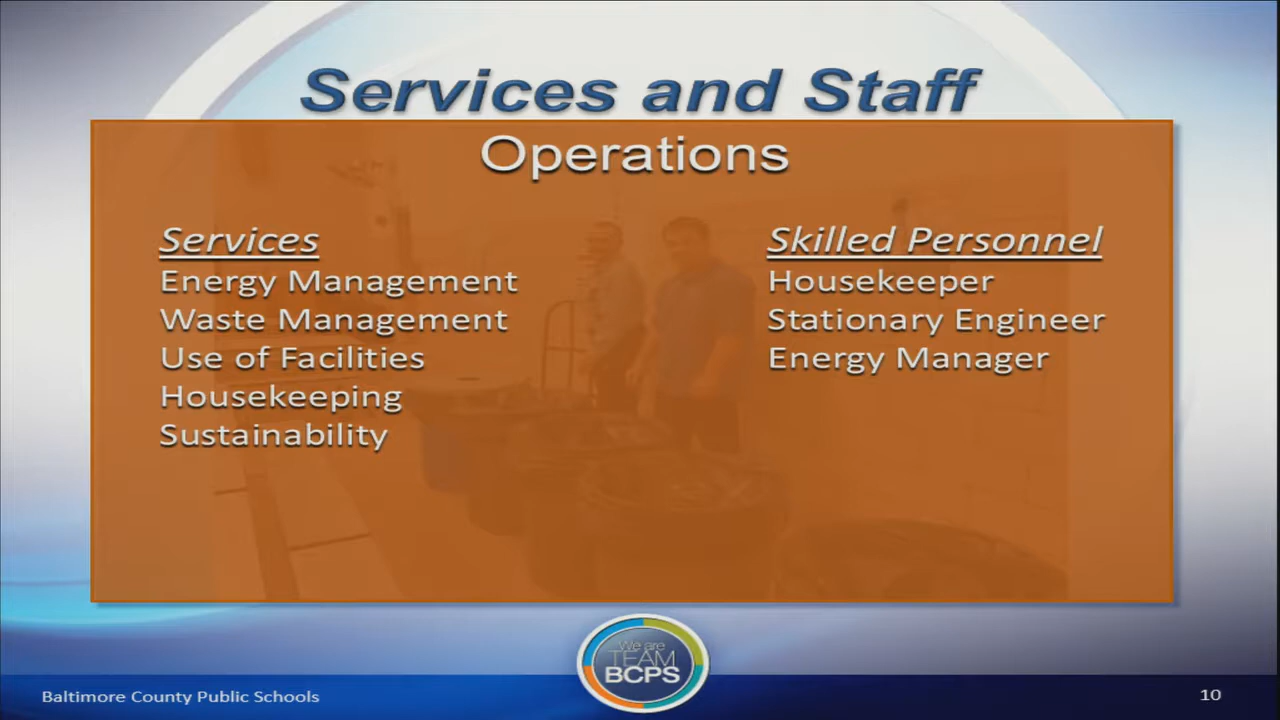 Services and Staff
Operations
Services
Energy Management
Waste Management
Use of Facilities
Housekeeping
Sustainability
Skilled Personnel
Housekeeper
Stationary Engineer
Energy Manager
We are
TEAM
BCPS
Baltimore County Public Schools
10